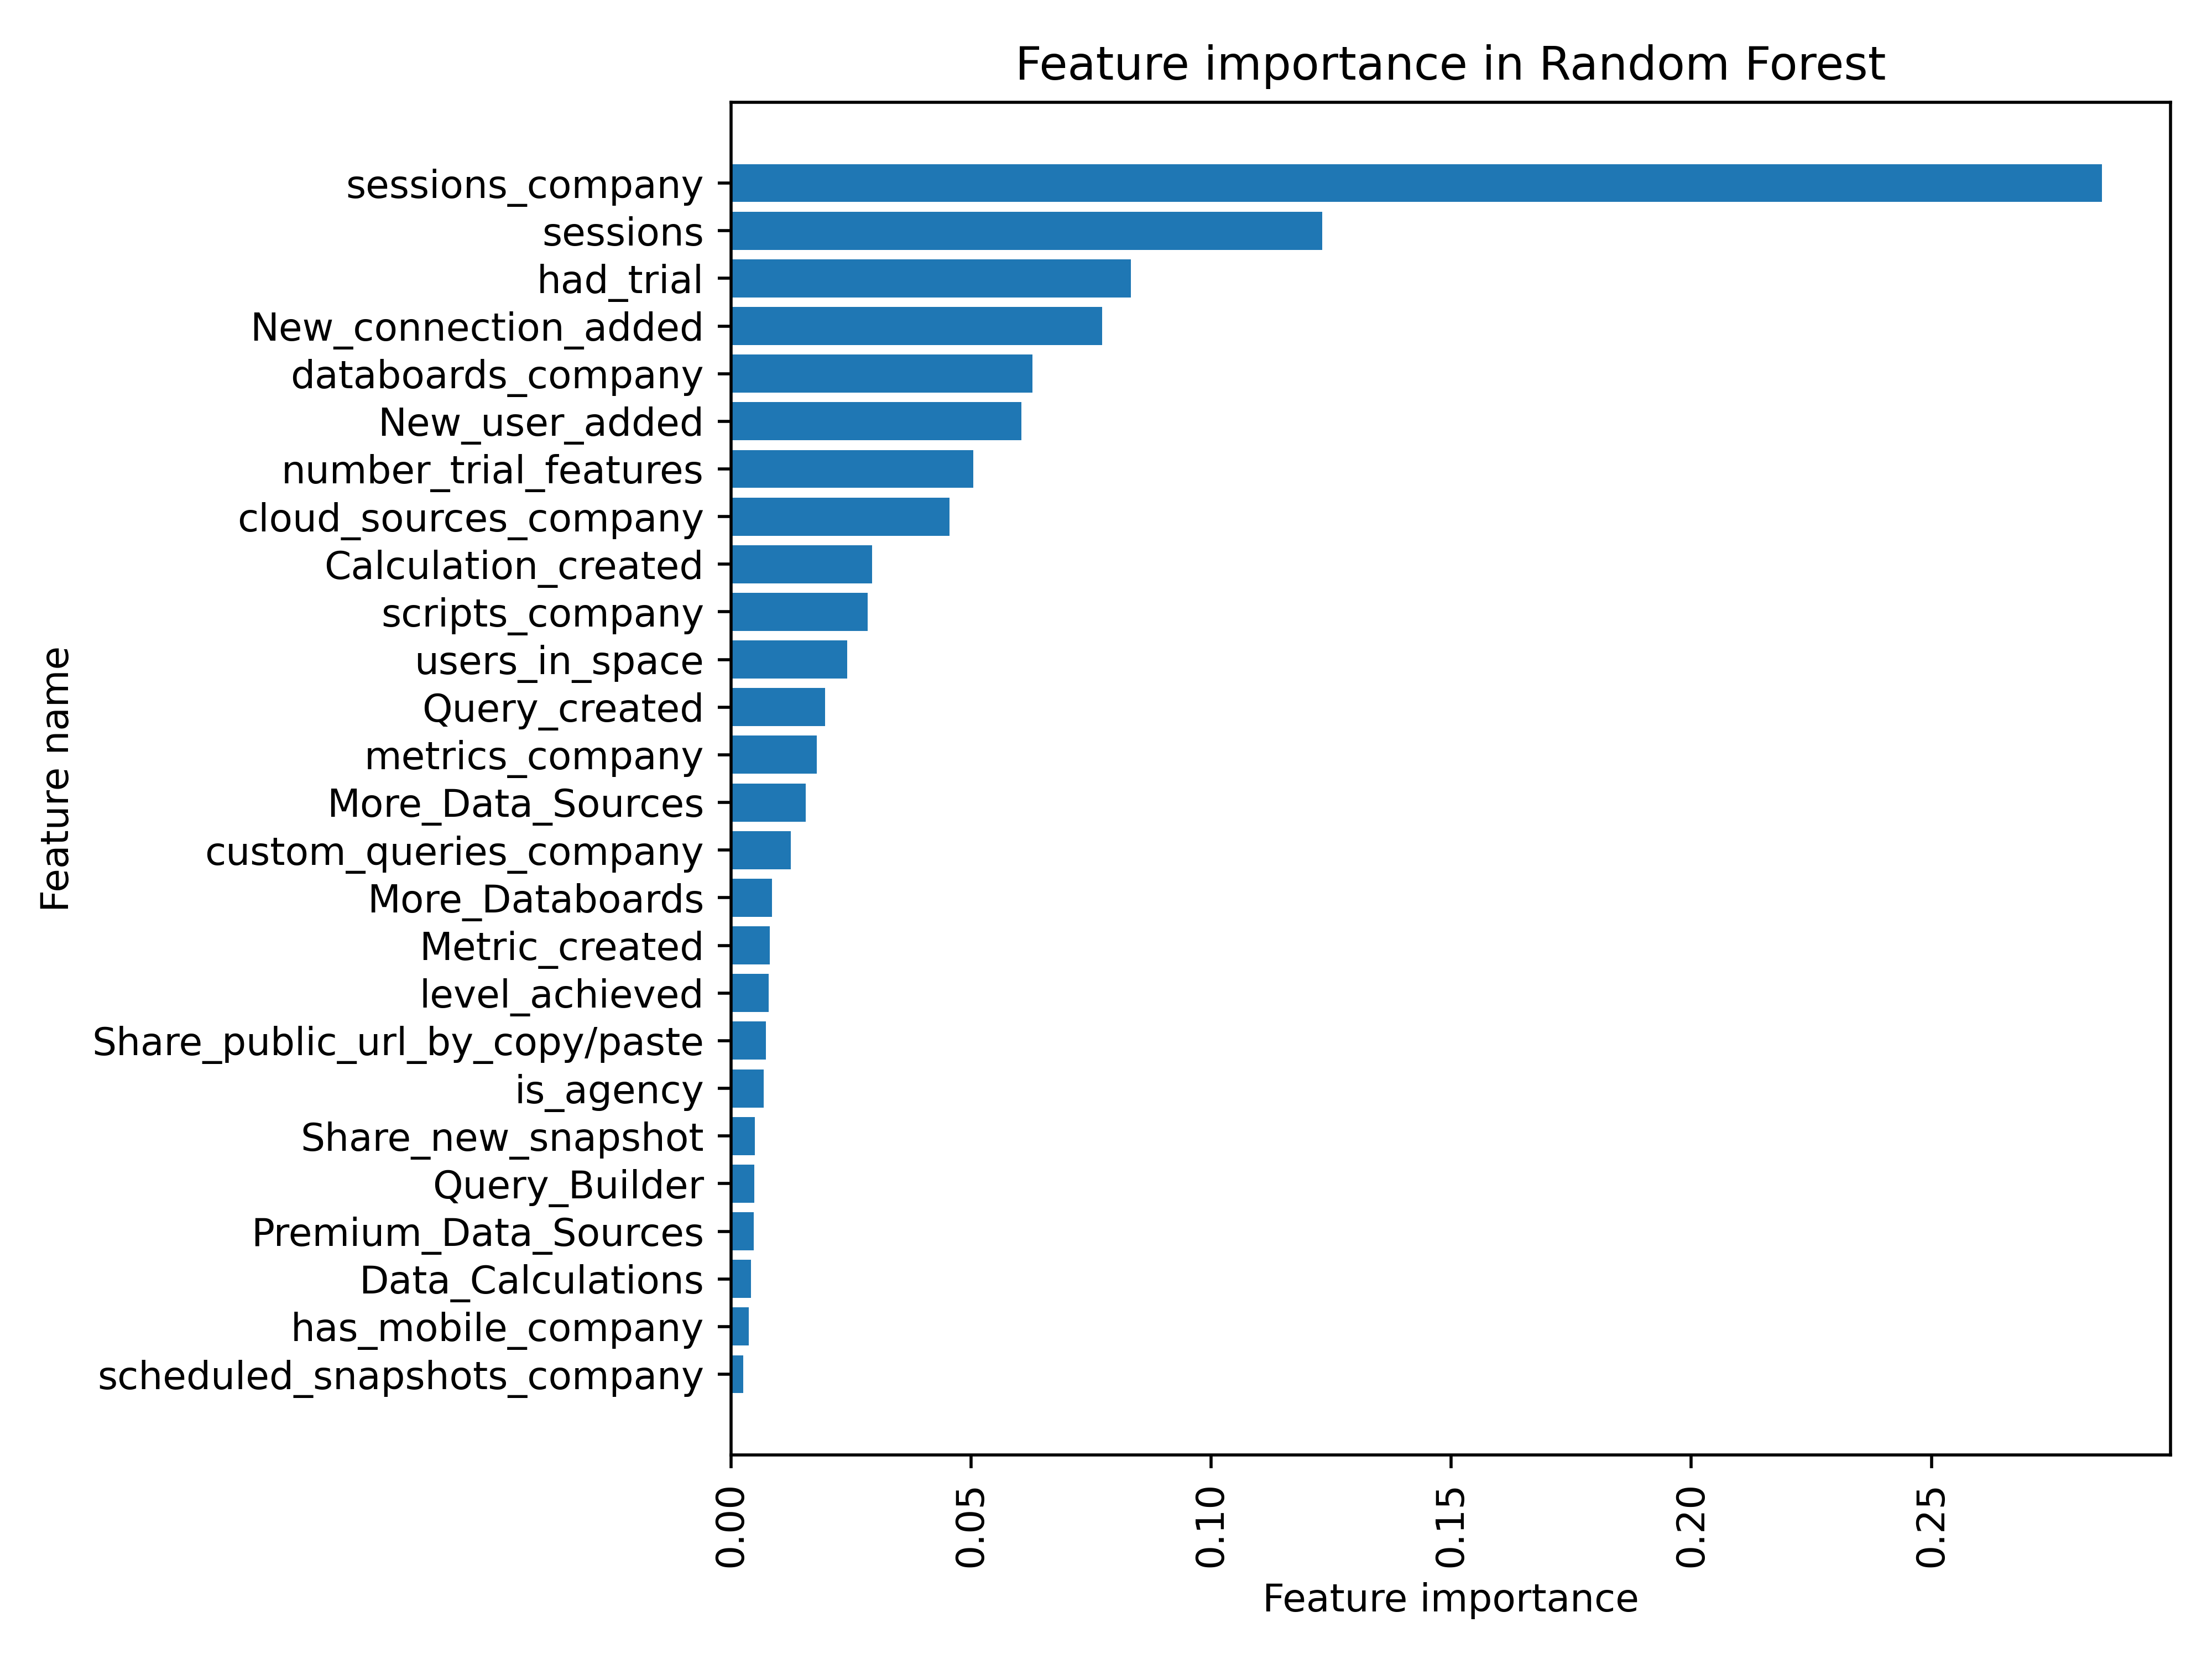 Feature importance in Random Forest
sessions_company
sessions
had_trial
New_connection_added
databoards_company
New_user_added
number_trial_features
cloud_sources_company
Calculation_created
scripts_company
users_in_space
Query_created
metrics_company
More_Data_Sources
custom_queries_company
More_Databoards
Metric_created
level_achieved
Share_public_url_by_copy/paste
is_agency
Share_new_snapshot
Query_Builder
Premium_Data_Sources
Data_Calculations
has_mobile_company
scheduled_snapshots_company
Feature name
0.00
0.05
0.10
0.15
0.20
0.25
Feature importance